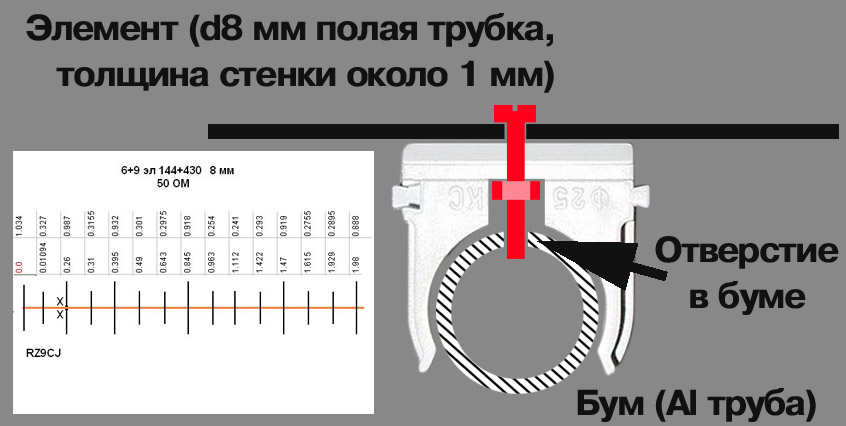 Элемент (d8 мм полая трубка,
толщина стенки около 1 мм)
6+9 эл 144+430 8 мм
50 ОМ
1.034 0.327 0.987 0.3155 0.932 0.301 0.2975 0.918 0.254 0.241 0.293 0.919 0.2755 0.2895 0.888
0.0 0.01094 0.26 0.31 0.395 0.49 0.643 0.845 0.963 1.112 1.422 1.47 1.615 1.929 1.98
X
X
RZ9CJ
Ф25 КС
Отверстие
в буме
Бум (Al труба)